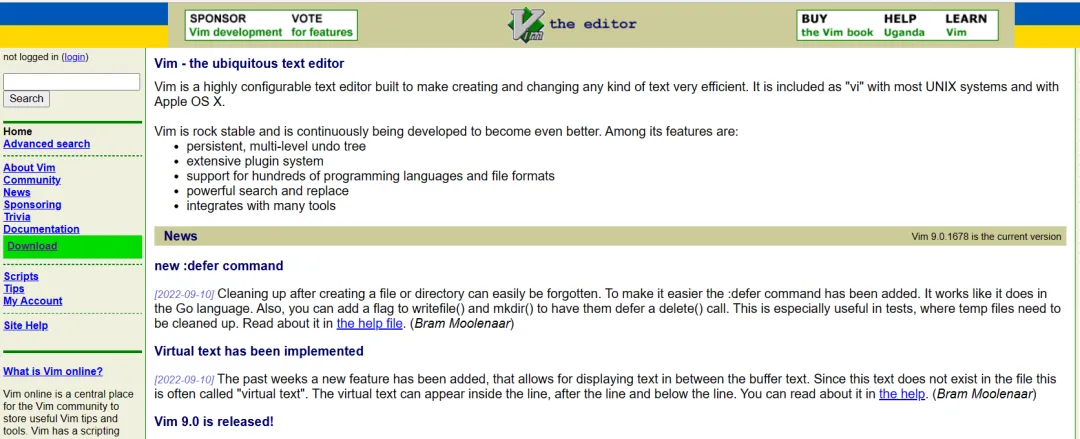 SPONSOR VOTE
Vim development for features
Vim the editor
BUY HELP LEARN
the Vim book Uganda Vim
not logged in (login)
Search
Home
Advanced search
About Vim
Community
News
Sponsoring
Trivia
Documentation
Download
Scripts
Tips
My Account
Site Help
What is Vim online?
Vim online is a central place
for the Vim community to
store useful Vim tips and
tools. Vim has a scripting
Vim - the ubiquitous text editor
Vim is a highly configurable text editor built to make creating and changing any kind of text very efficient. It is included as "vi" with most UNIX systems and with
Apple OS X.
Vim is rock stable and is continuously being developed to become even better. Among its features are:
• persistent, multi-level undo tree
• extensive plugin system
• support for hundreds of programming languages and file formats
• powerful search and replace
• integrates with many tools
News Vim 9.0.1678 is the current version
new :defer command
[2022-09-10] Cleaning up after creating a file or directory can easily be forgotten. To make it easier the :defer command has been added. It works like it does in
the Go language. Also, you can add a flag to writefile() and mkdir() to have them defer a delete() call. This is especially useful in tests, where temp files need to
be cleaned up. Read about it in the help file. (Bram Moolenaar)
Virtual text has been implemented
[2022-09-10] The past weeks a new feature has been added, that allows for displaying text in between the buffer text. Since this text does not exist in the file this
is often called "virtual text". The virtual text can appear inside the line, after the line and below the line. You can read about it in the help. (Bram Moolenaar)
Vim 9.0 is released!